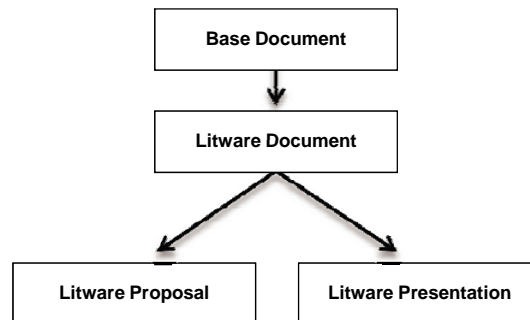 Base Document
Litware Document
Litware Proposal
Litware Presentation